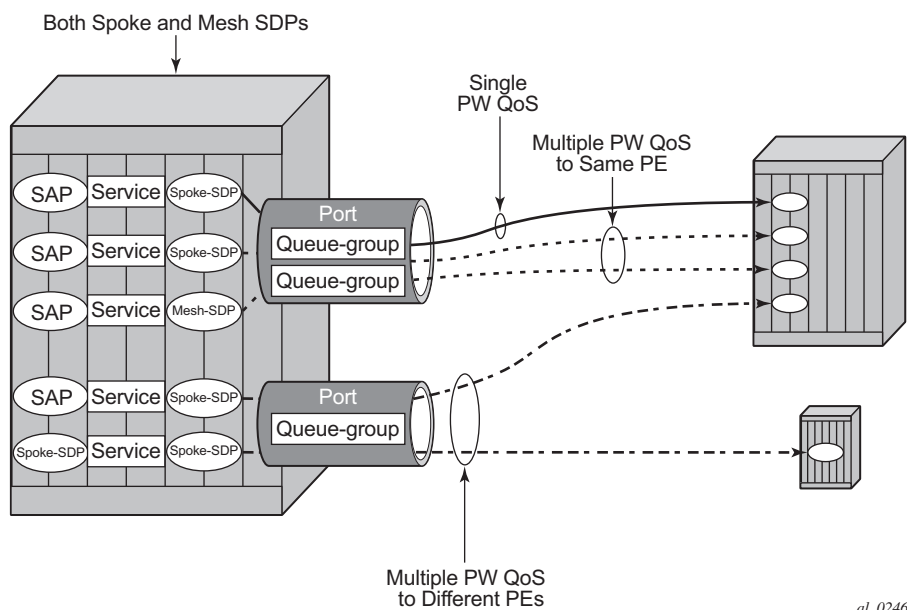 Both Spoke and Mesh SDPs
Single
PW QoS
Multiple PW QoS
to Same PE
SAP Service Spoke-SDP
Port
Queue-group
SAP Service Spoke-SDP
Queue-group
SAP Service Mesh-SDP
SAP Service Spoke-SDP
Port
Queue-group
Spoke-SDP Service Spoke-SDP
Multiple PW QoS
to Different PEs
al_0246